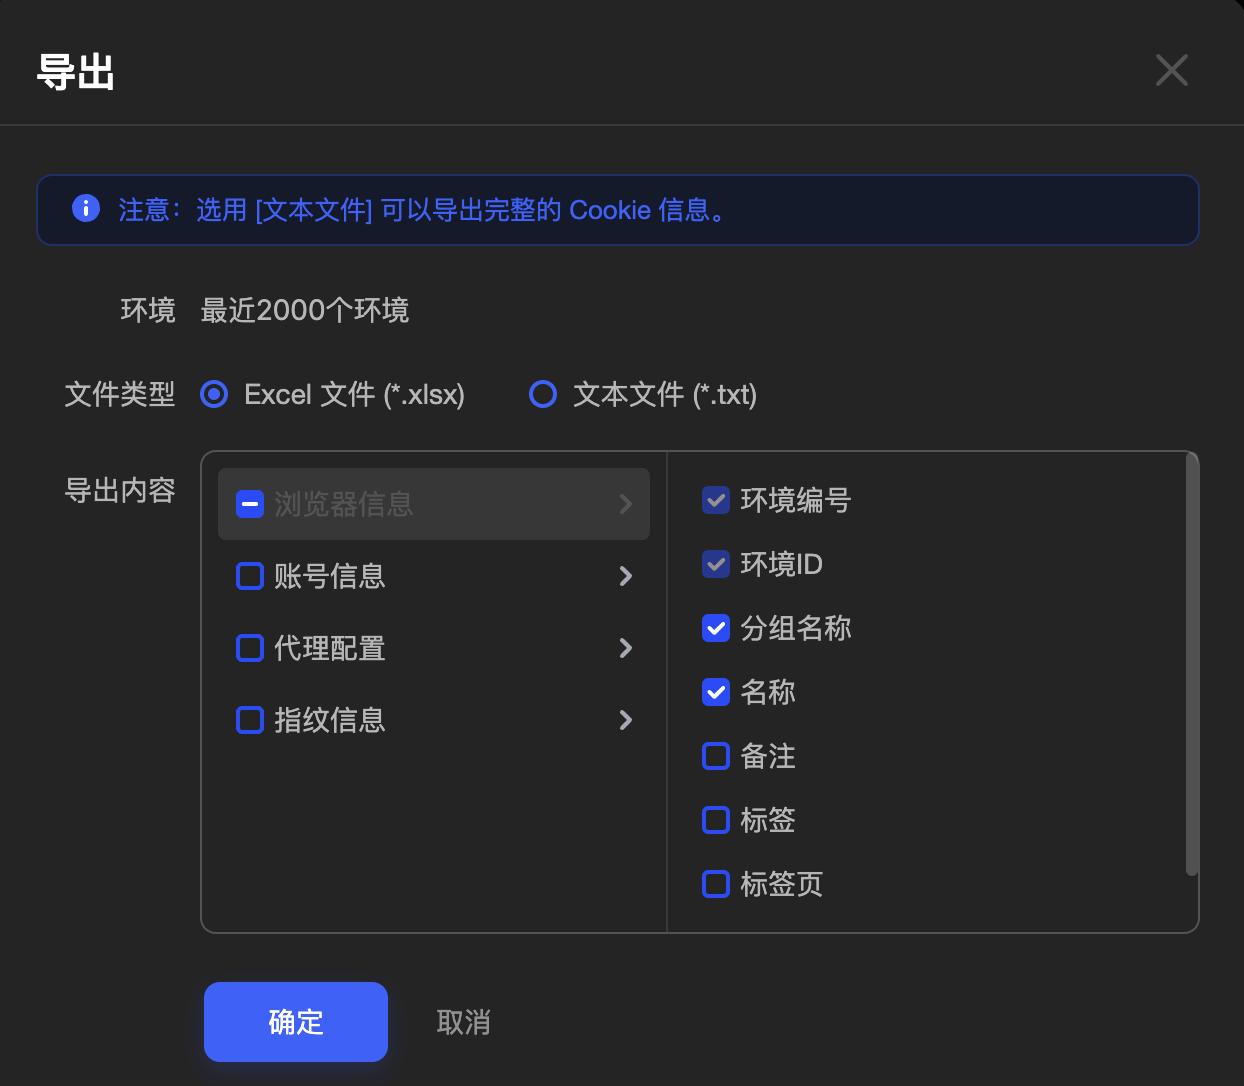 导出
注意：选用 [文本文件] 可以导出完整的 Cookie 信息。
环境 最近2000个环境
文件类型 Excel 文件 (*.xlsx) 文本文件 (*.txt)
导出内容
浏览器信息
账号信息
代理配置
指纹信息
环境编号
环境ID
分组名称
名称
备注
标签
标签页
确定 取消